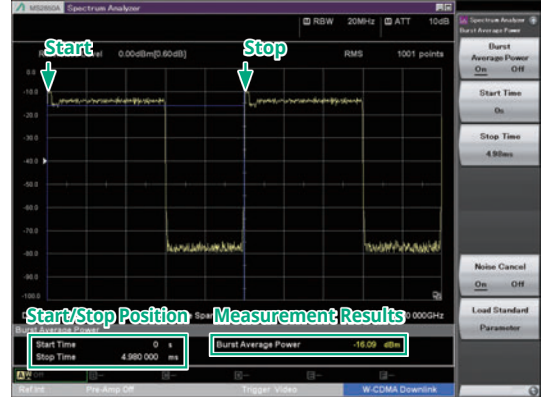 MS2850A Spectrum Analyzer
RBW 20MHz ATT 10dB
Spectrum Analyzer
Burst Average Power
Start Stop
Level 0.00dBm[0.60dB] RMS 1001 points
Burst
Average Power
On Off
Start Time
0s
Stop Time
4.98ms
0.0
-10.0
-20.0
-30.0
-40.0
-50.0
-60.0
-70.0
-80.0
-90.0
-100.0
Noise Cancel
On Off
Load Standard
Parameter
Start/Stop Position Measurement Results
Burst Average Power
Start Time 0 s
Stop Time 4.980 000 ms
Burst Average Power -16.09 dBm
Ref.Int Pre-Amp Off Trigger Video W-CDMA Downlink